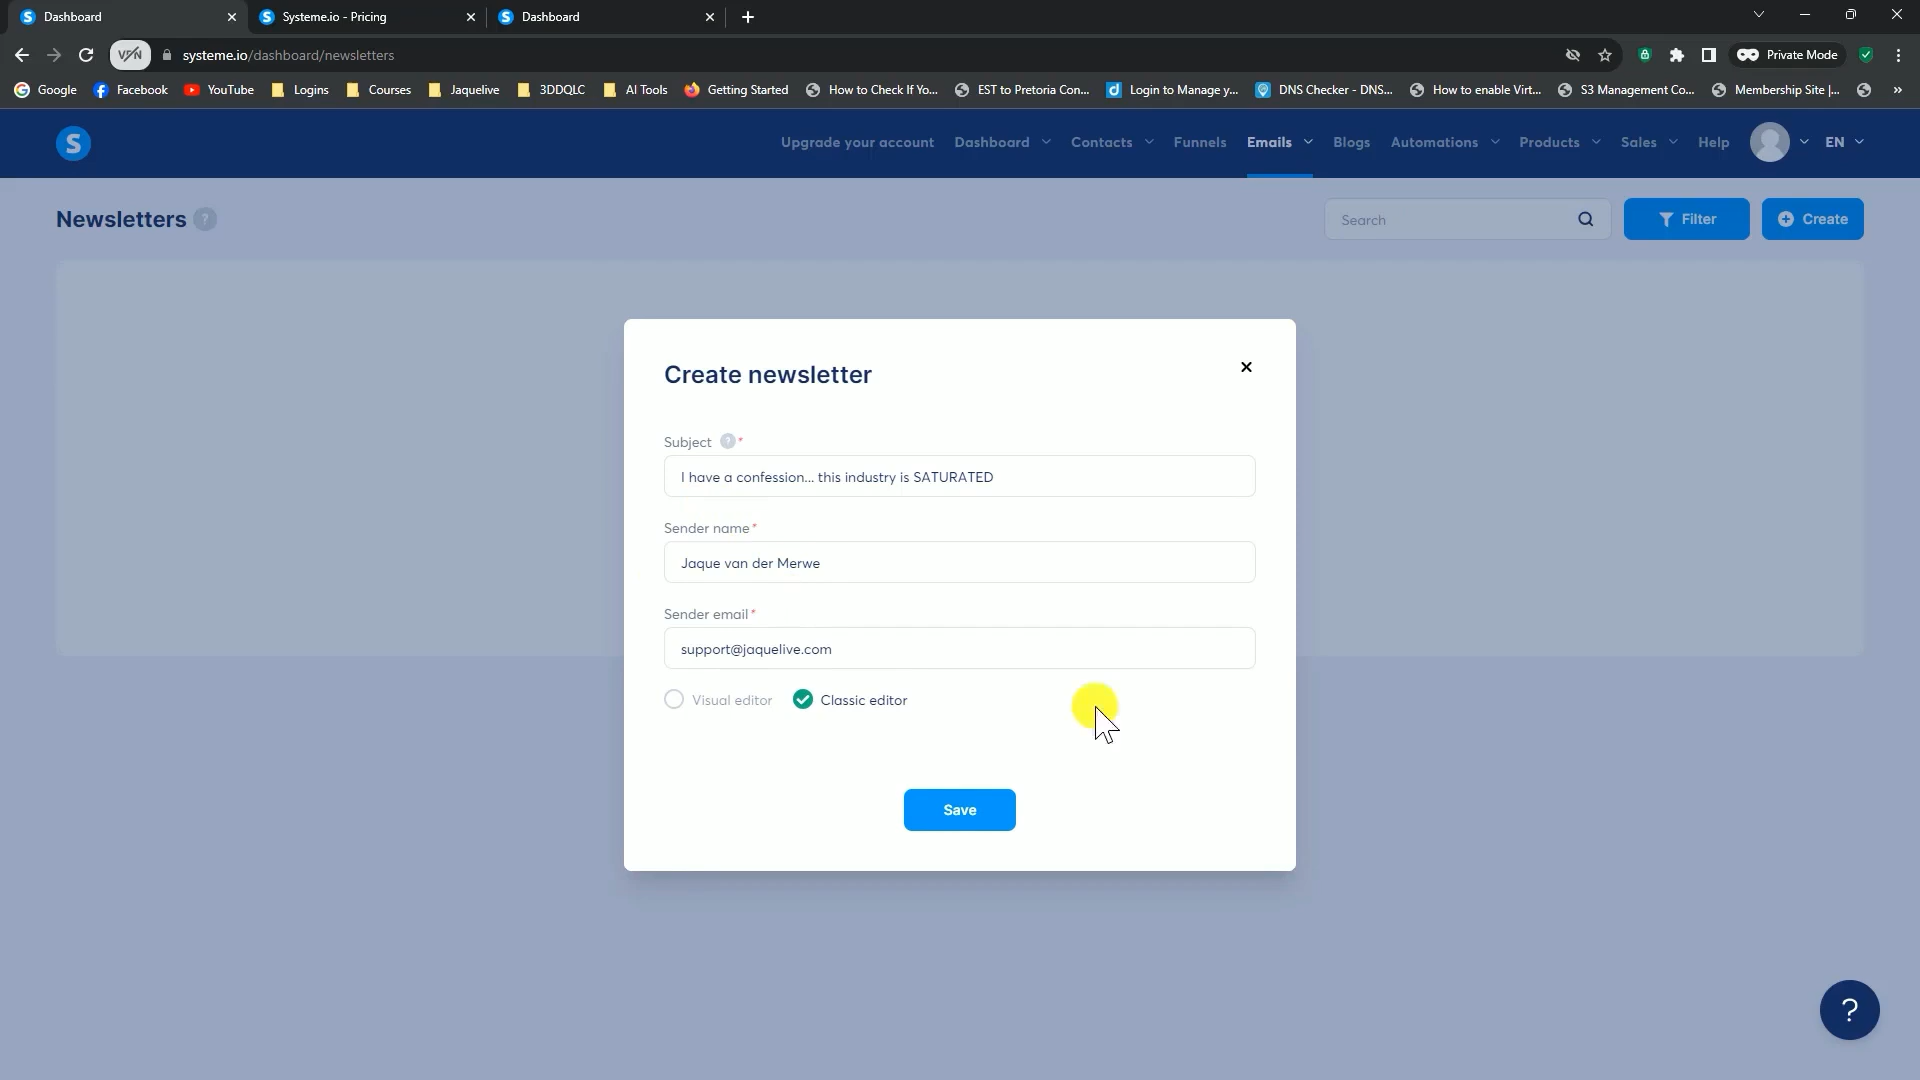 Dashboard
Systeme.io - Pricing
Dashboard
VPN
systeme.io/dashboard/newsletters
Private Mode
Google
Facebook
YouTube
Logins
Courses
Jaquelive
3DDQLC
AI Tools
Getting Started
How to Check If Yo...
EST to Pretoria Con...
Login to Manage y...
DNS Checker - DNS...
How to enable Virt...
S3 Management Co...
Membership Site |...
»
S
Upgrade your account
Dashboard
Contacts
Funnels
Emails
Blogs
Automations
Products
Sales
Help
EN
Newsletters ?
Search
Filter
Create
Create newsletter
Subject ? *
I have a confession... this industry is SATURATED
Sender name *
Jaque van der Merwe
Sender email *
support@jaquelive.com
Visual editor
Classic editor
Save
?